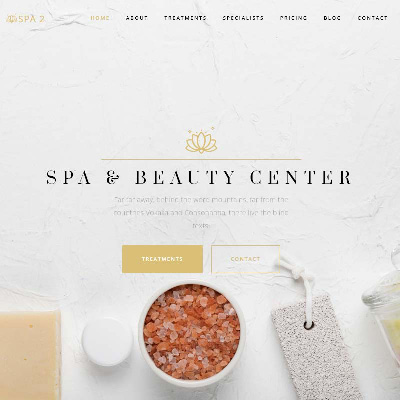 SPA 2
HOME ABOUT TREATMENTS SPECIALISTS PRICING BLOG CONTACT
SPA & BEAUTY CENTER
Far far away, behind the word mountains, far from the
countries Vokalia and Consonantia, there live the blind
texts.
TREATMENTS CONTACT